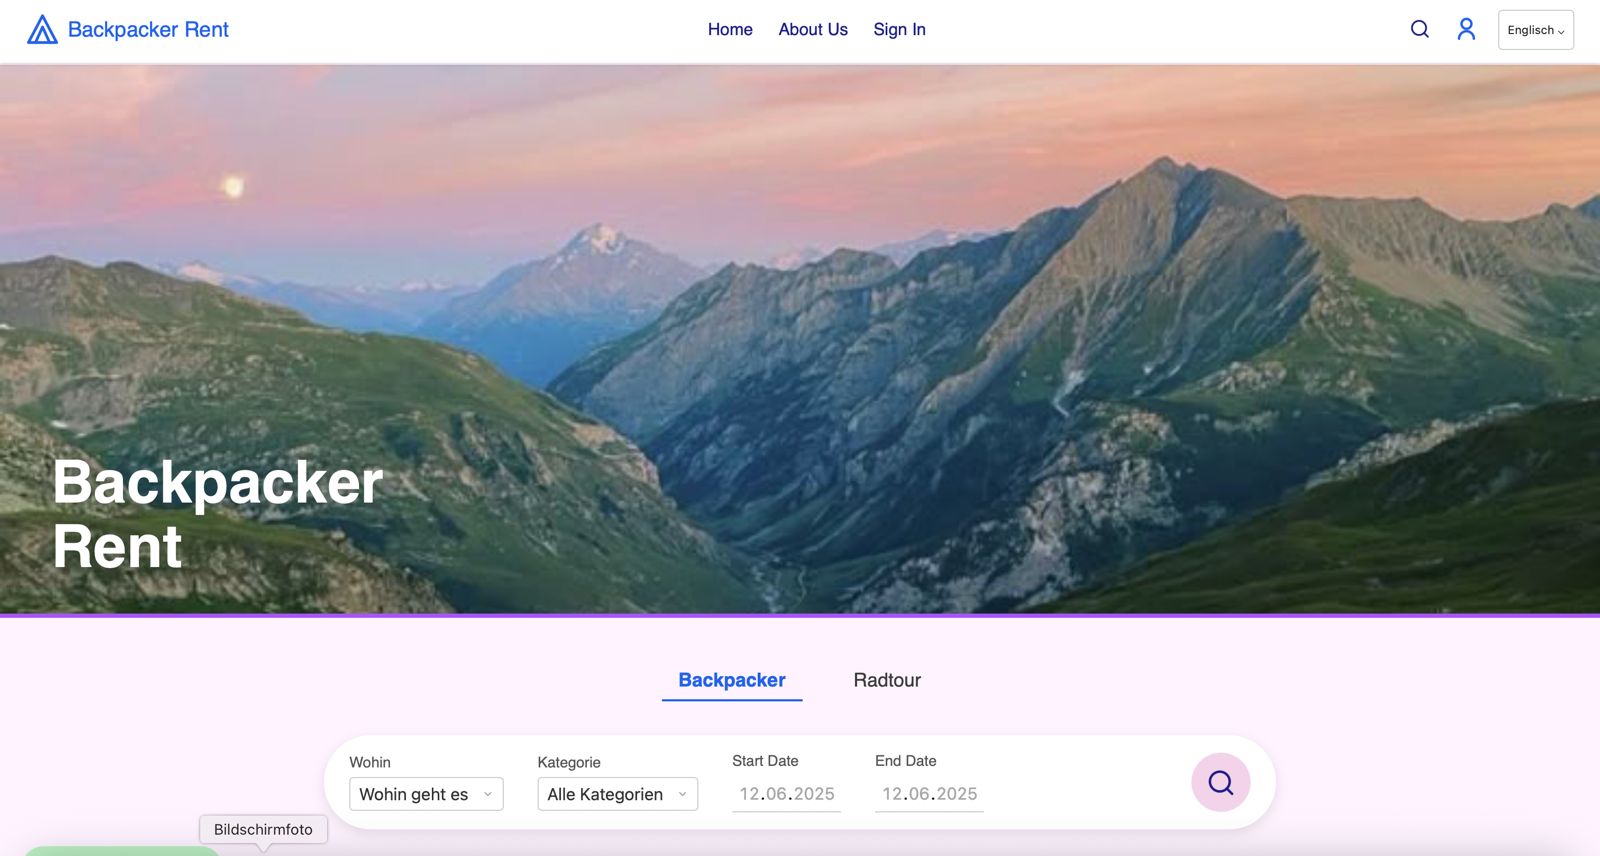 Backpacker Rent
Home About Us Sign In
Englisch
Backpacker
Rent
Backpacker Radtour
Wohin Kategorie Start Date End Date
Wohin geht es Alle Kategorien 12.06.2025 12.06.2025
Bildschirmfoto